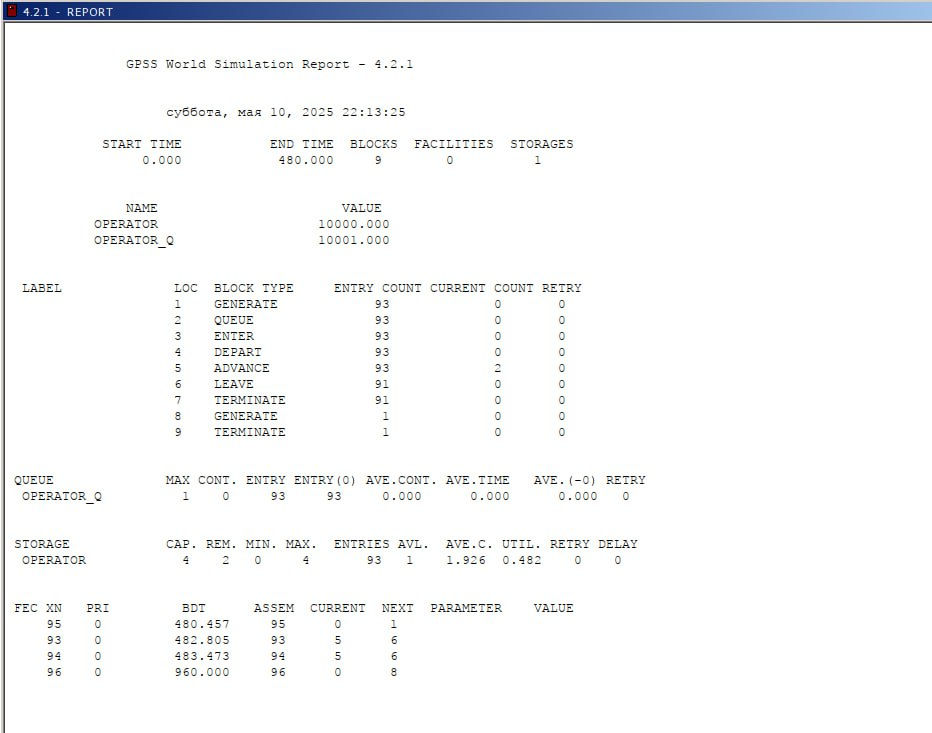 4.2.1 - REPORT
GPSS World Simulation Report - 4.2.1
суббота, мая 10, 2025 22:13:25
START TIME END TIME BLOCKS FACILITIES STORAGES
0.000 480.000 9 0 1
NAME VALUE
OPERATOR 10000.000
OPERATOR_Q 10001.000
LABEL LOC BLOCK TYPE ENTRY COUNT CURRENT COUNT RETRY
1 GENERATE 93 0 0
2 QUEUE 93 0 0
3 ENTER 93 0 0
4 DEPART 93 0 0
5 ADVANCE 93 2 0
6 LEAVE 91 0 0
7 TERMINATE 91 0 0
8 GENERATE 1 0 0
9 TERMINATE 1 0 0
QUEUE MAX CONT. ENTRY ENTRY(0) AVE.CONT. AVE.TIME AVE.(-0) RETRY
OPERATOR_Q 1 0 93 93 0.000 0.000 0.000 0
STORAGE CAP. REM. MIN. MAX. ENTRIES AVL. AVE.C. UTIL. RETRY DELAY
OPERATOR 4 2 0 4 93 1 1.926 0.482 0 0
FEC XN PRI BDT ASSEM CURRENT NEXT PARAMETER VALUE
95 0 480.457 95 0 1
93 0 482.805 93 5 6
94 0 483.473 94 5 6
96 0 960.000 96 0 8